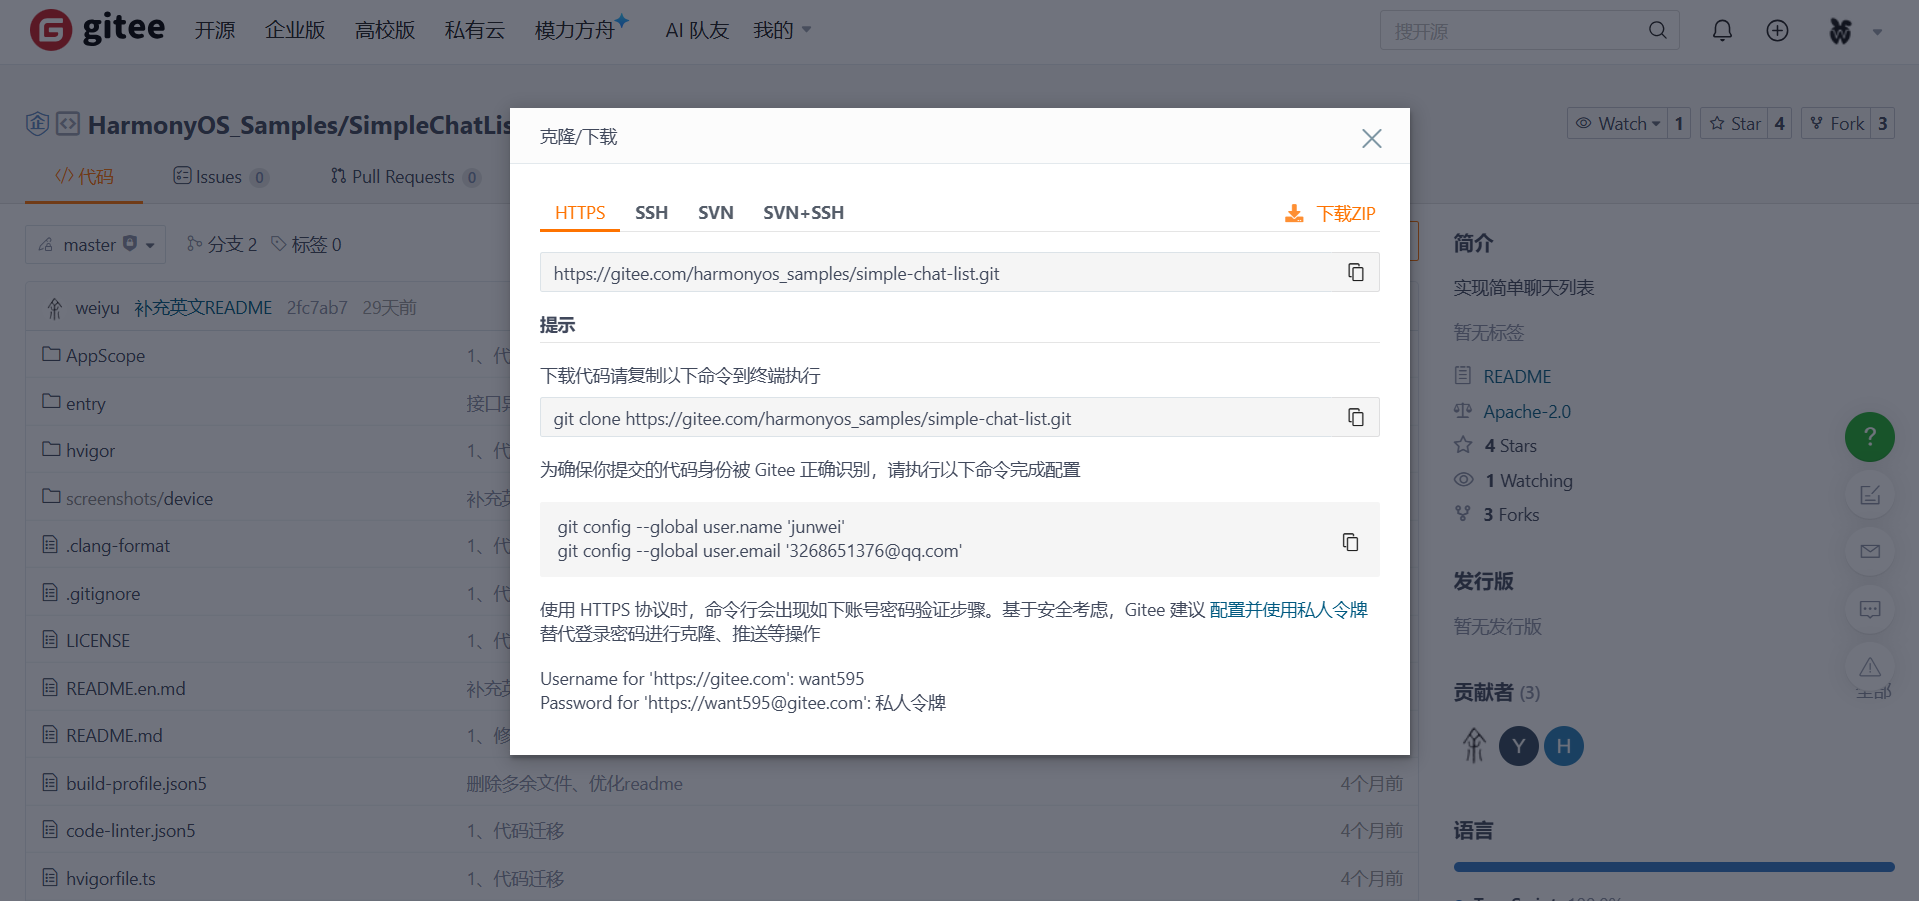 gitee 开源 企业版 高校版 私有云 模力方舟 AI 队友 我的 搜开源
HarmonyOS_Samples/SimpleChatLis
Watch 1 Star 4 Fork 3
代码 Issues 0 Pull Requests 0
master 分支 2 标签 0
weiyu 补充英文README 2fc7ab7 29天前
AppScope 1、代
entry 接口
hvigor 1、代
screenshots/device 补充
.clang-format 1、代
.gitignore 1、代
LICENSE 1、代
README.en.md 补充
README.md 1、修
build-profile.json5 删除多余文件、优化readme 4个月前
code-linter.json5 1、代码迁移 4个月前
hvigorfile.ts 1、代码迁移 4个月前
克隆/下载
HTTPS SSH SVN SVN+SSH 下载ZIP
https://gitee.com/harmonyos_samples/simple-chat-list.git
提示
下载代码请复制以下命令到终端执行
git clone https://gitee.com/harmonyos_samples/simple-chat-list.git
为确保你提交的代码身份被 Gitee 正确识别，请执行以下命令完成配置
git config --global user.name 'junwei'
git config --global user.email '3268651376@qq.com'
使用 HTTPS 协议时，命令行会出现如下账号密码验证步骤。基于安全考虑，Gitee 建议 配置并使用私人令牌
替代登录密码进行克隆、推送等操作
Username for 'https://gitee.com': want595
Password for 'https://want595@gitee.com': 私人令牌
简介
实现简单聊天列表
暂无标签
README
Apache-2.0
4 Stars
1 Watching
3 Forks
发行版
暂无发行版
贡献者 (3)
全部
Y H
语言
?